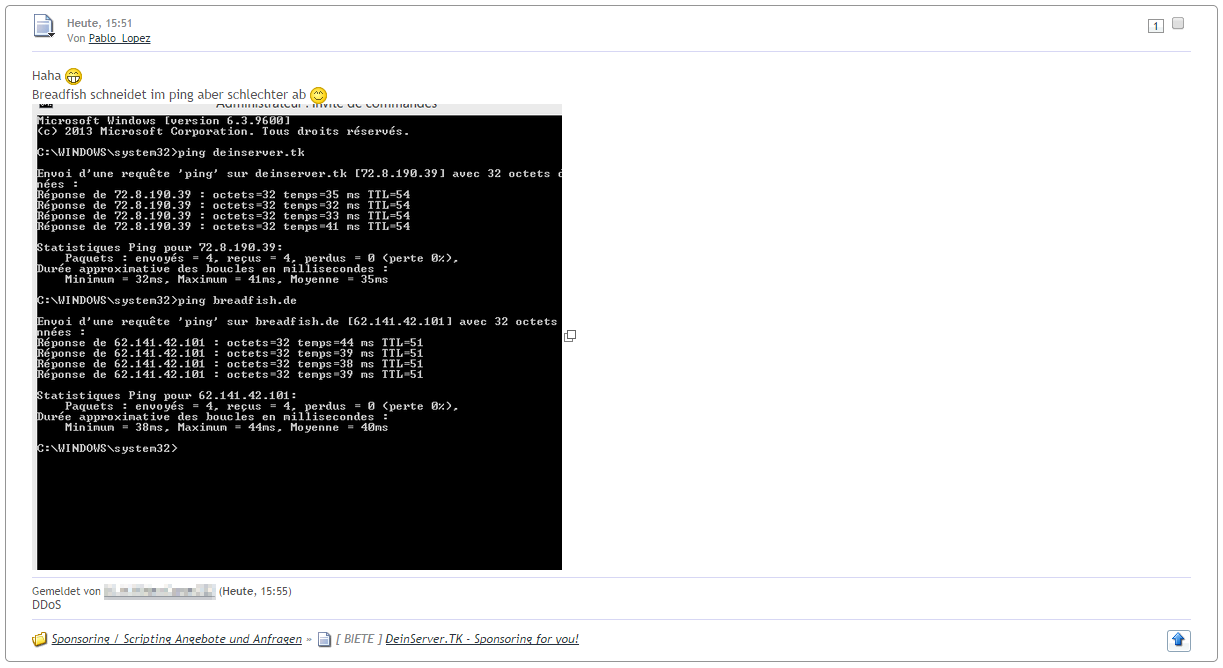 Heute, 15:51
Von Pablo_Lopez
1
Haha
Breadfish schneidet im ping aber schlechter ab
Administrateur : Invite de commandes
Microsoft Windows [version 6.3.9600]
(c) 2013 Microsoft Corporation. Tous droits réservés.
C:\WINDOWS\system32>ping deinserver.tk
Envoi d'une requête 'ping' sur deinserver.tk [72.8.190.39] avec 32 octets d
nées :
Réponse de 72.8.190.39 : octets=32 temps=35 ms TTL=54
Réponse de 72.8.190.39 : octets=32 temps=32 ms TTL=54
Réponse de 72.8.190.39 : octets=32 temps=33 ms TTL=54
Réponse de 72.8.190.39 : octets=32 temps=41 ms TTL=54
Statistiques Ping pour 72.8.190.39:
Paquets : envoyés = 4, reçus = 4, perdus = 0 (perte 0%),
Durée approximative des boucles en millisecondes :
Minimum = 32ms, Maximum = 41ms, Moyenne = 35ms
C:\WINDOWS\system32>ping breadfish.de
Envoi d'une requête 'ping' sur breadfish.de [62.141.42.101] avec 32 octets
nnées :
Réponse de 62.141.42.101 : octets=32 temps=44 ms TTL=51
Réponse de 62.141.42.101 : octets=32 temps=39 ms TTL=51
Réponse de 62.141.42.101 : octets=32 temps=38 ms TTL=51
Réponse de 62.141.42.101 : octets=32 temps=39 ms TTL=51
Statistiques Ping pour 62.141.42.101:
Paquets : envoyés = 4, reçus = 4, perdus = 0 (perte 0%),
Durée approximative des boucles en millisecondes :
Minimum = 38ms, Maximum = 44ms, Moyenne = 40ms
C:\WINDOWS\system32>
Gemeldet von (Heute, 15:55)
DDoS
Sponsoring / Scripting Angebote und Anfragen » [ BIETE ] DeinServer.TK - Sponsoring for you!